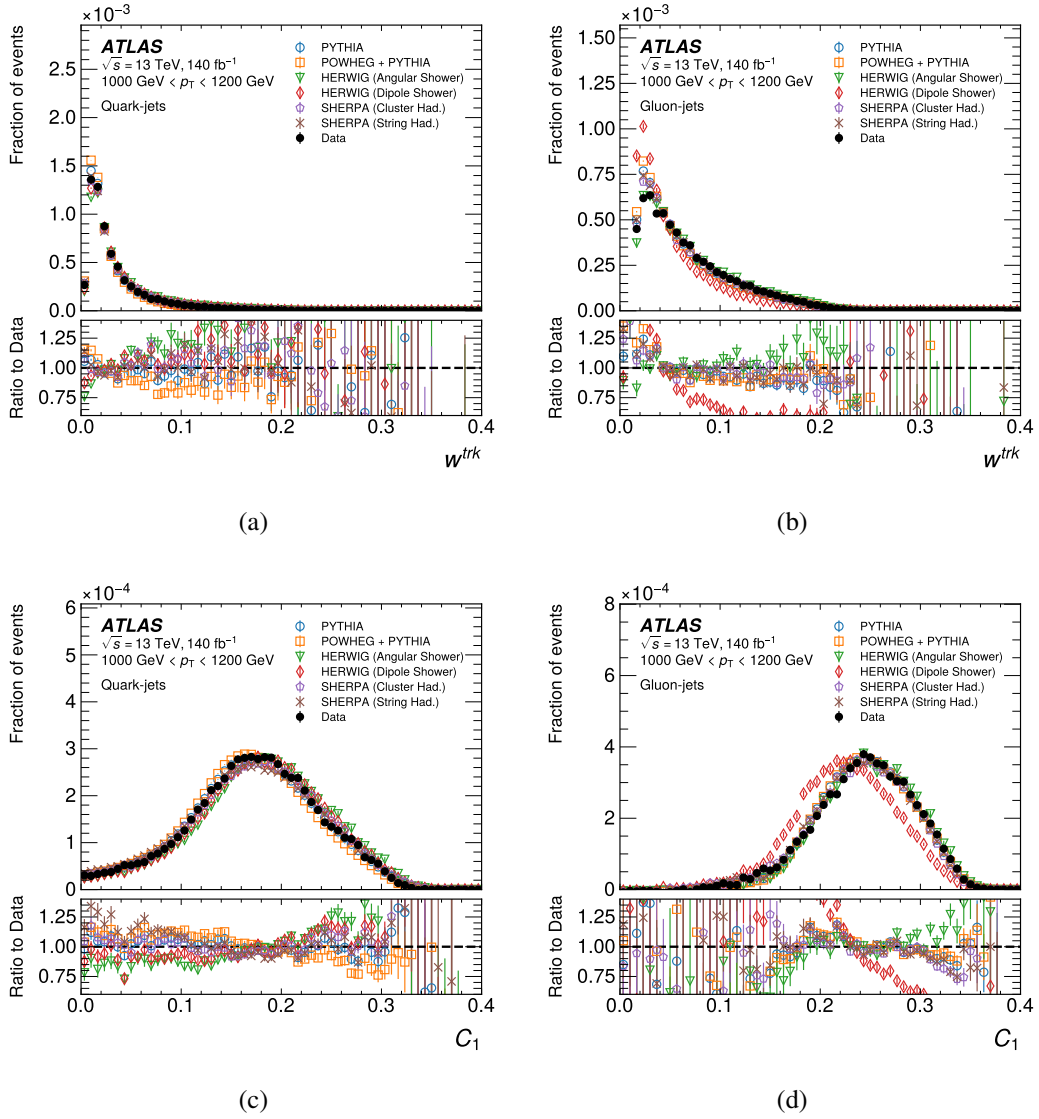 ×10−3
Fraction of events
2.5
2.0
1.5
1.0
0.5
0.0
ATLAS
√s = 13 TeV, 140 fb−1
1000 GeV < pT < 1200 GeV
Quark-jets
PYTHIA
POWHEG + PYTHIA
HERWIG (Angular Shower)
HERWIG (Dipole Shower)
SHERPA (Cluster Had.)
SHERPA (String Had.)
Data
Ratio to Data
1.25
1.00
0.75
0.0 0.1 0.2 0.3 0.4
wtrk
(a)
×10−3
Fraction of events
1.50
1.25
1.00
0.75
0.50
0.25
0.00
ATLAS
√s = 13 TeV, 140 fb−1
1000 GeV < pT < 1200 GeV
Gluon-jets
PYTHIA
POWHEG + PYTHIA
HERWIG (Angular Shower)
HERWIG (Dipole Shower)
SHERPA (Cluster Had.)
SHERPA (String Had.)
Data
Ratio to Data
1.25
1.00
0.75
0.0 0.1 0.2 0.3 0.4
wtrk
(b)
×10−4
Fraction of events
6
5
4
3
2
1
0
ATLAS
√s = 13 TeV, 140 fb−1
1000 GeV < pT < 1200 GeV
Quark-jets
PYTHIA
POWHEG + PYTHIA
HERWIG (Angular Shower)
HERWIG (Dipole Shower)
SHERPA (Cluster Had.)
SHERPA (String Had.)
Data
Ratio to Data
1.25
1.00
0.75
0.0 0.1 0.2 0.3 0.4
C1
(c)
×10−4
Fraction of events
8
6
4
2
0
ATLAS
√s = 13 TeV, 140 fb−1
1000 GeV < pT < 1200 GeV
Gluon-jets
PYTHIA
POWHEG + PYTHIA
HERWIG (Angular Shower)
HERWIG (Dipole Shower)
SHERPA (Cluster Had.)
SHERPA (String Had.)
Data
Ratio to Data
1.25
1.00
0.75
0.0 0.1 0.2 0.3 0.4
C1
(d)